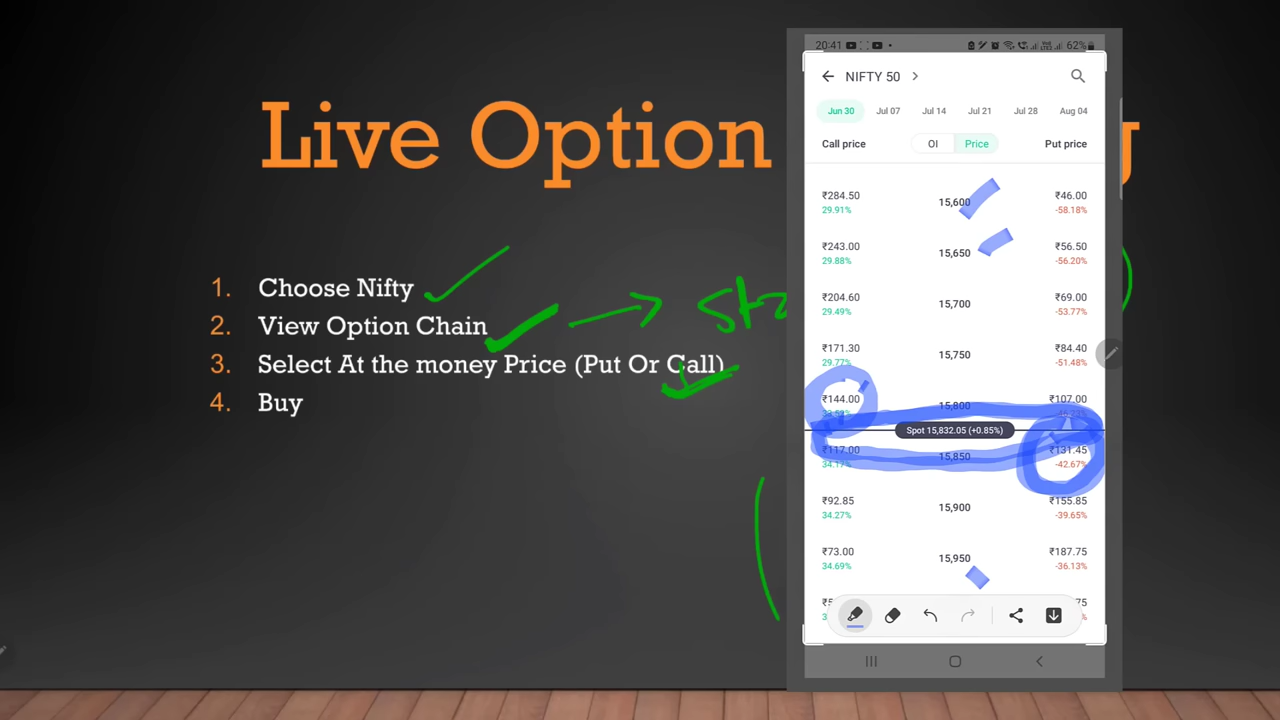 Live Option
1. Choose Nifty
2. View Option Chain
3. Select At the money Price (Put Or Call)
4. Buy
20:41 62%
NIFTY 50
Jun 30 Jul 07 Jul 14 Jul 21 Jul 28 Aug 04
Call price OI Price Put price
₹284.50 15,600 ₹46.00
29.91% -58.18%
₹243.00 15,650 ₹56.50
29.88% -56.20%
₹204.60 15,700 ₹69.00
29.49% -53.77%
₹171.30 15,750 ₹84.40
29.77% -51.48%
₹144.00 15,800 ₹107.00
Spot 15,832.05 (+0.85%)
₹117.00 15,850 ₹131.45
34.17% -42.67%
₹92.85 15,900 ₹155.85
34.27% -39.65%
₹73.00 15,950 ₹187.75
34.69% -36.13%